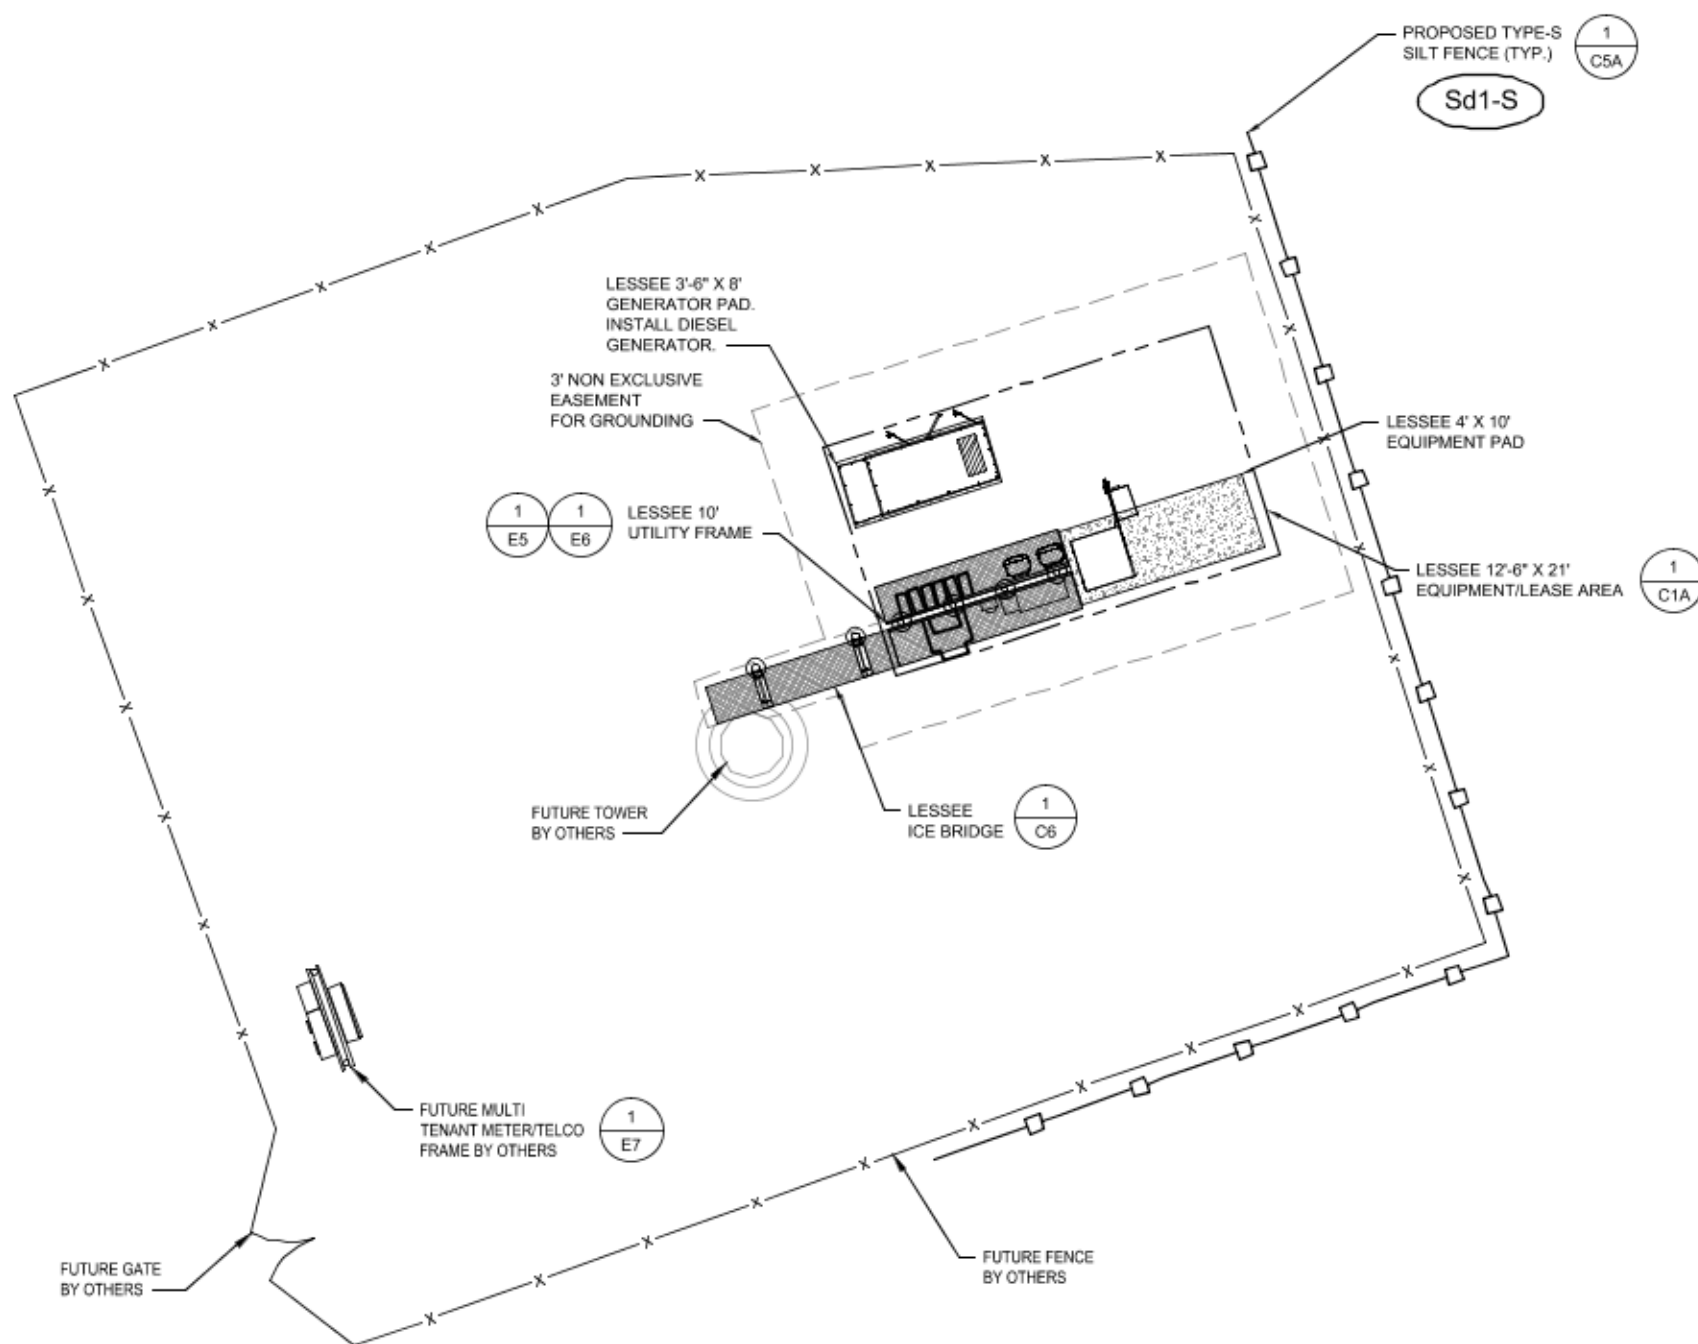 PROPOSED TYPE-S
SILT FENCE (TYP.)
1
C5A
Sd1-S
LESSEE 3'-6" X 8'
GENERATOR PAD.
INSTALL DIESEL
GENERATOR.
3' NON EXCLUSIVE
EASEMENT
FOR GROUNDING
LESSEE 4' X 10'
EQUIPMENT PAD
1
E5
1
E6
LESSEE 10'
UTILITY FRAME
LESSEE 12'-6" X 21'
EQUIPMENT/LEASE AREA
1
C1A
FUTURE TOWER
BY OTHERS
LESSEE
ICE BRIDGE
1
C6
FUTURE MULTI
TENANT METER/TELCO
FRAME BY OTHERS
1
E7
FUTURE GATE
BY OTHERS
FUTURE FENCE
BY OTHERS